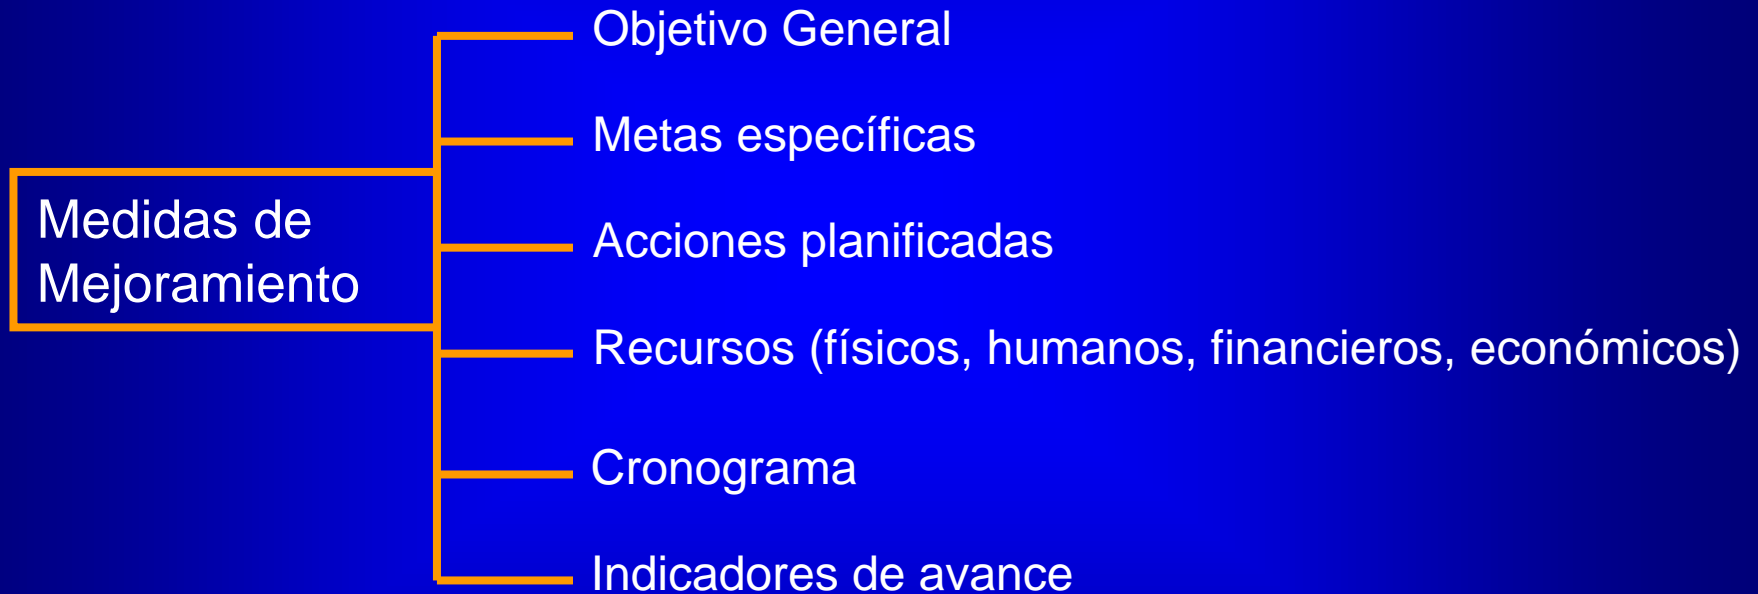 Objetivo General
Metas específicas
Medidas de
Mejoramiento
Acciones planificadas
Recursos (físicos, humanos, financieros, económicos)
Cronograma
Indicadores de avance